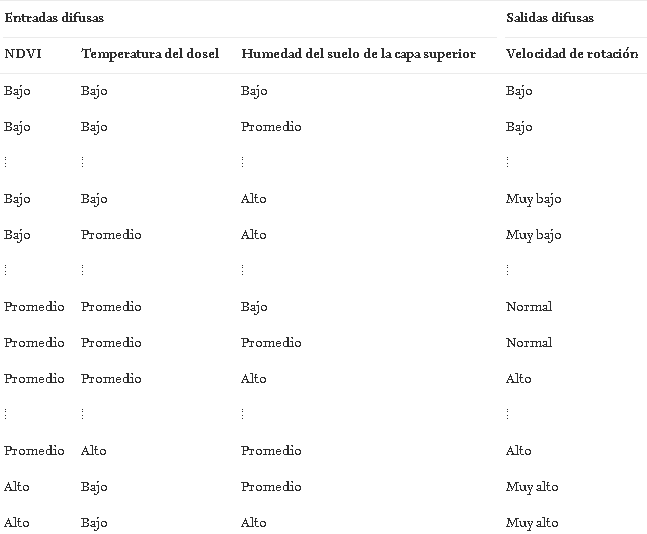 Entradas difusas Salidas difusas
NDVI Temperatura del dosel Humedad del suelo de la capa superior Velocidad de rotación
Bajo Bajo Bajo Bajo
Bajo Bajo Promedio Bajo
⋮ ⋮ ⋮ ⋮
Bajo Bajo Alto Muy bajo
Bajo Promedio Alto Muy bajo
⋮ ⋮ ⋮ ⋮
Promedio Promedio Bajo Normal
Promedio Promedio Promedio Normal
Promedio Promedio Alto Alto
⋮ ⋮ ⋮ ⋮
Promedio Alto Promedio Alto
Alto Bajo Promedio Muy alto
Alto Bajo Alto Muy alto